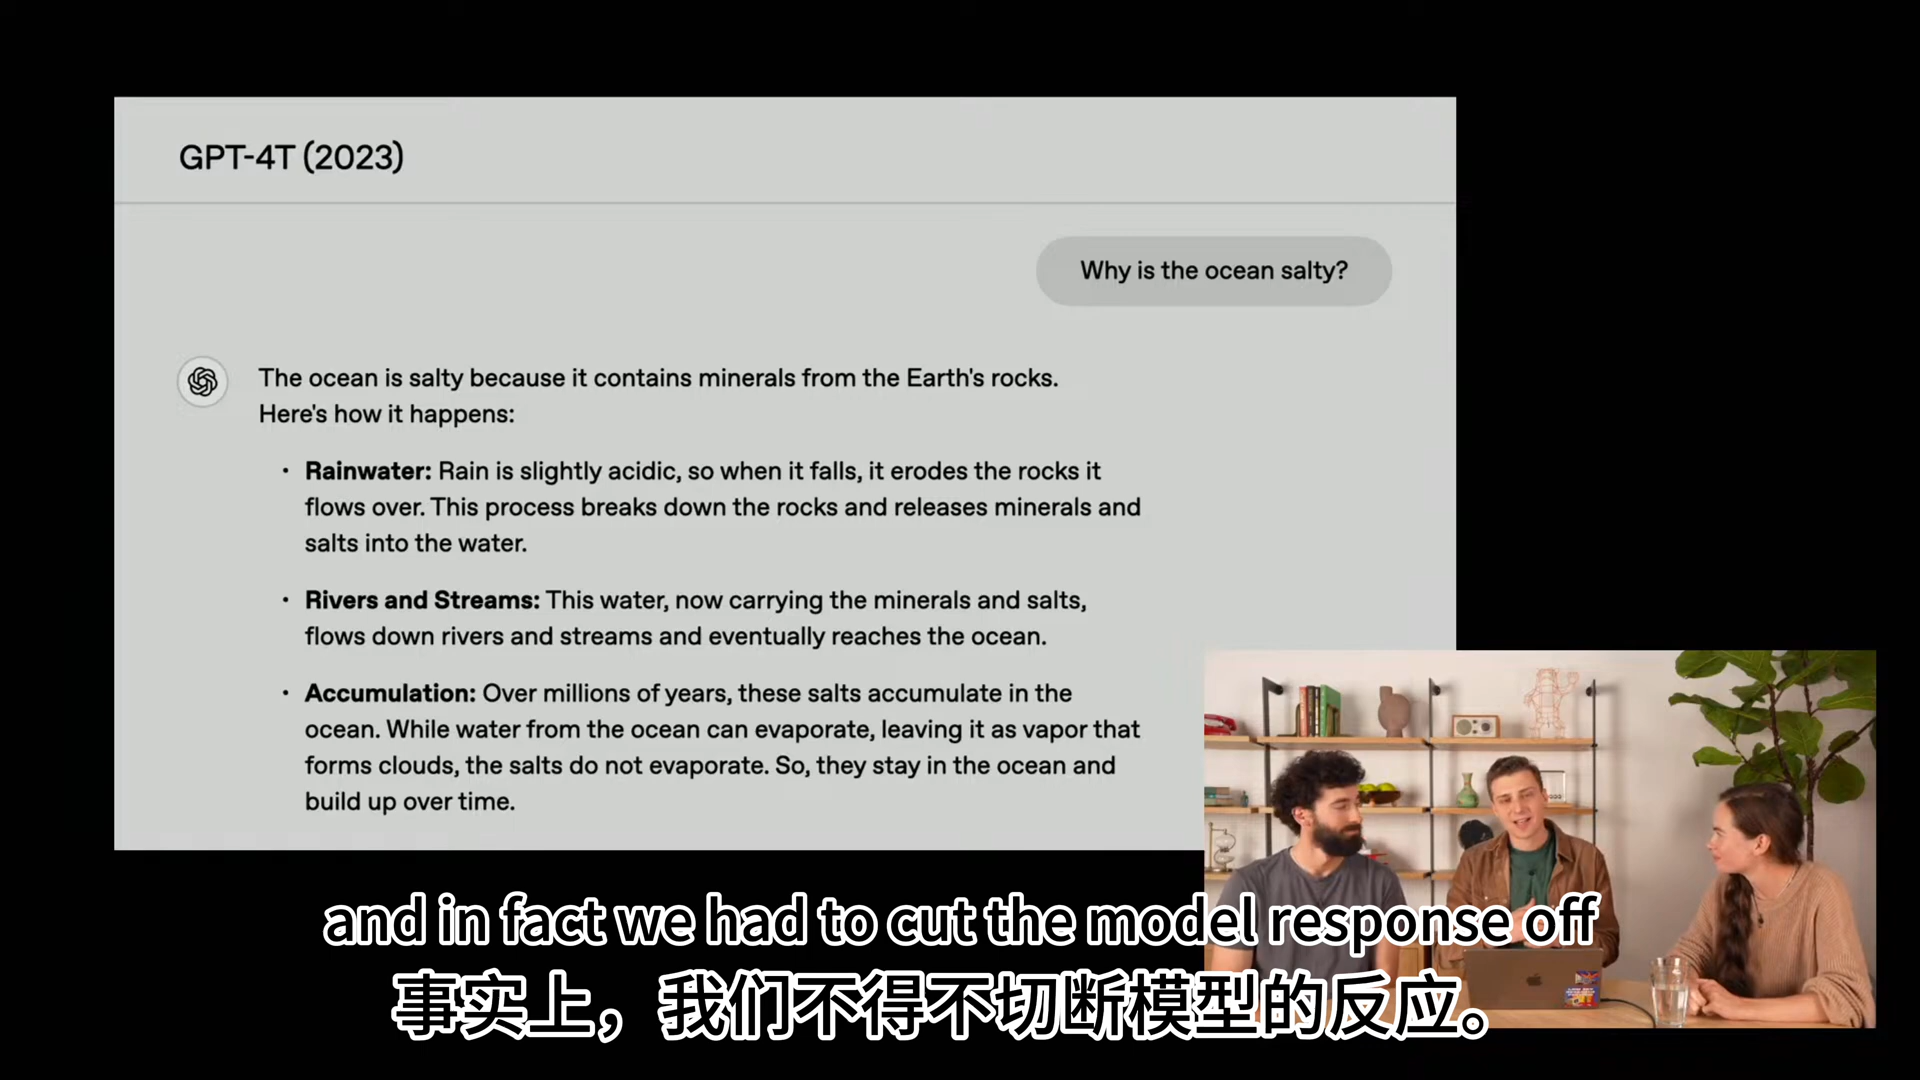 GPT-4T (2023)
Why is the ocean salty?
The ocean is salty because it contains minerals from the Earth's rocks.
Here's how it happens:
• Rainwater: Rain is slightly acidic, so when it falls, it erodes the rocks it
flows over. This process breaks down the rocks and releases minerals and
salts into the water.
• Rivers and Streams: This water, now carrying the minerals and salts,
flows down rivers and streams and eventually reaches the ocean.
• Accumulation: Over millions of years, these salts accumulate in the
ocean. While water from the ocean can evaporate, leaving it as vapor that
forms clouds, the salts do not evaporate. So, they stay in the ocean and
build up over time.
and in fact we had to cut the model response off
事实上，我们不得不切断模型的反应。